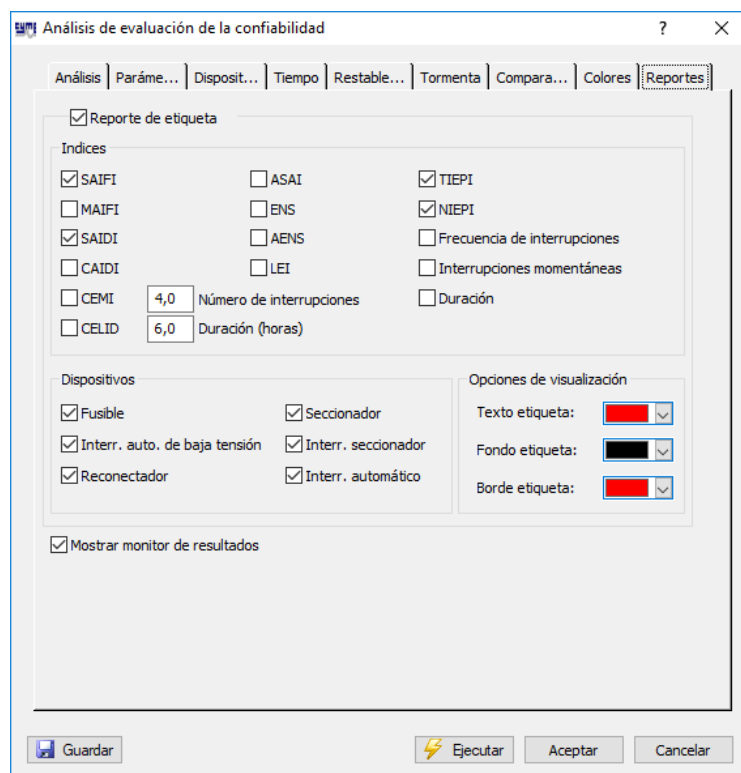 CYME Análisis de evaluación de la confiabilidad ?
Análisis Paráme... Disposit... Tiempo Restable... Tormenta Compara... Colores Reportes
Reporte de etiqueta
Indices
SAIFI ASAI TIEPI
MAIFI ENS NIEPI
SAIDI AENS Frecuencia de interrupciones
CAIDI LEI Interrupciones momentáneas
CEMI 4,0 Número de interrupciones Duración
CELID 6,0 Duración (horas)
Dispositivos Opciones de visualización
Fusible Seccionador Texto etiqueta:
Interr. auto. de baja tensión Interr. seccionador Fondo etiqueta:
Reconectador Interr. automático Borde etiqueta:
Mostrar monitor de resultados
Guardar Ejecutar Aceptar Cancelar